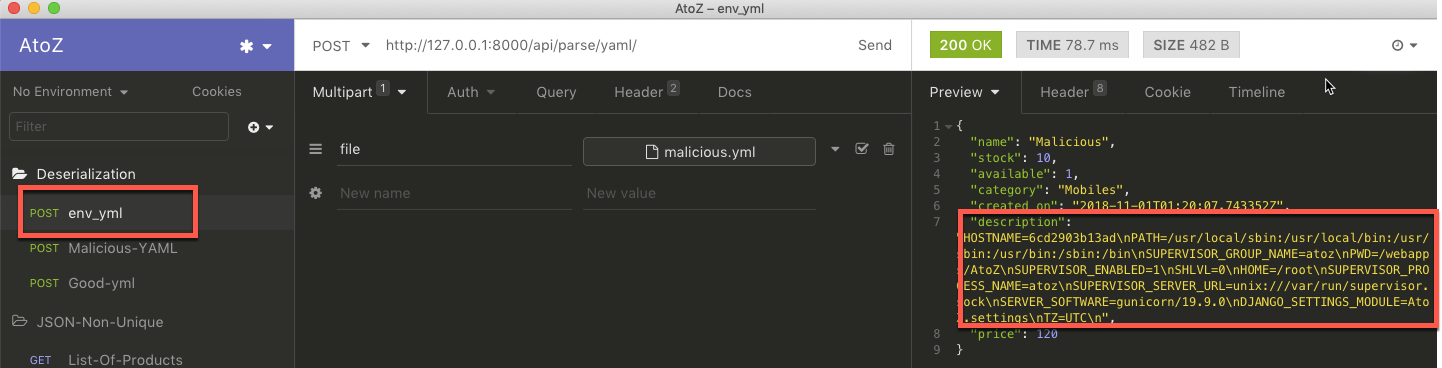 AtoZ – env_yml
AtoZ
POST http://127.0.0.1:8000/api/parse/yaml/ Send
200 OK TIME 78.7 ms SIZE 482 B
No Environment Cookies
Filter
Deserialization
POST env_yml
POST Malicious-YAML
POST Good-yml
JSON-Non-Unique
GET List-Of-Products
Multipart 1 Auth Query Header 2 Docs
file malicious.yml
New name New value
Preview Header 8 Cookie Timeline
1 {
2 "name": "Malicious",
3 "stock": 10,
4 "available": 1,
5 "category": "Mobiles",
6 "created_on": "2018-11-01T01:20:07.743352Z",
7 "description":
"HOSTNAME=6cd2903b13ad\nPATH=/usr/local/sbin:/usr/local/bin:/usr/
sbin:/usr/bin:/sbin:/bin\nSUPERVISOR_GROUP_NAME=atoz\nPWD=/webapp
s/AtoZ\nSUPERVISOR_ENABLED=1\nSHLVL=0\nHOME=/root\nSUPERVISOR_PRO
CESS_NAME=atoz\nSUPERVISOR_SERVER_URL=unix:///var/run/supervisor.
sock\nSERVER_SOFTWARE=gunicorn/19.9.0\nDJANGO_SETTINGS_MODULE=Ato
Z.settings\nTZ=UTC\n",
8 "price": 120
9 }